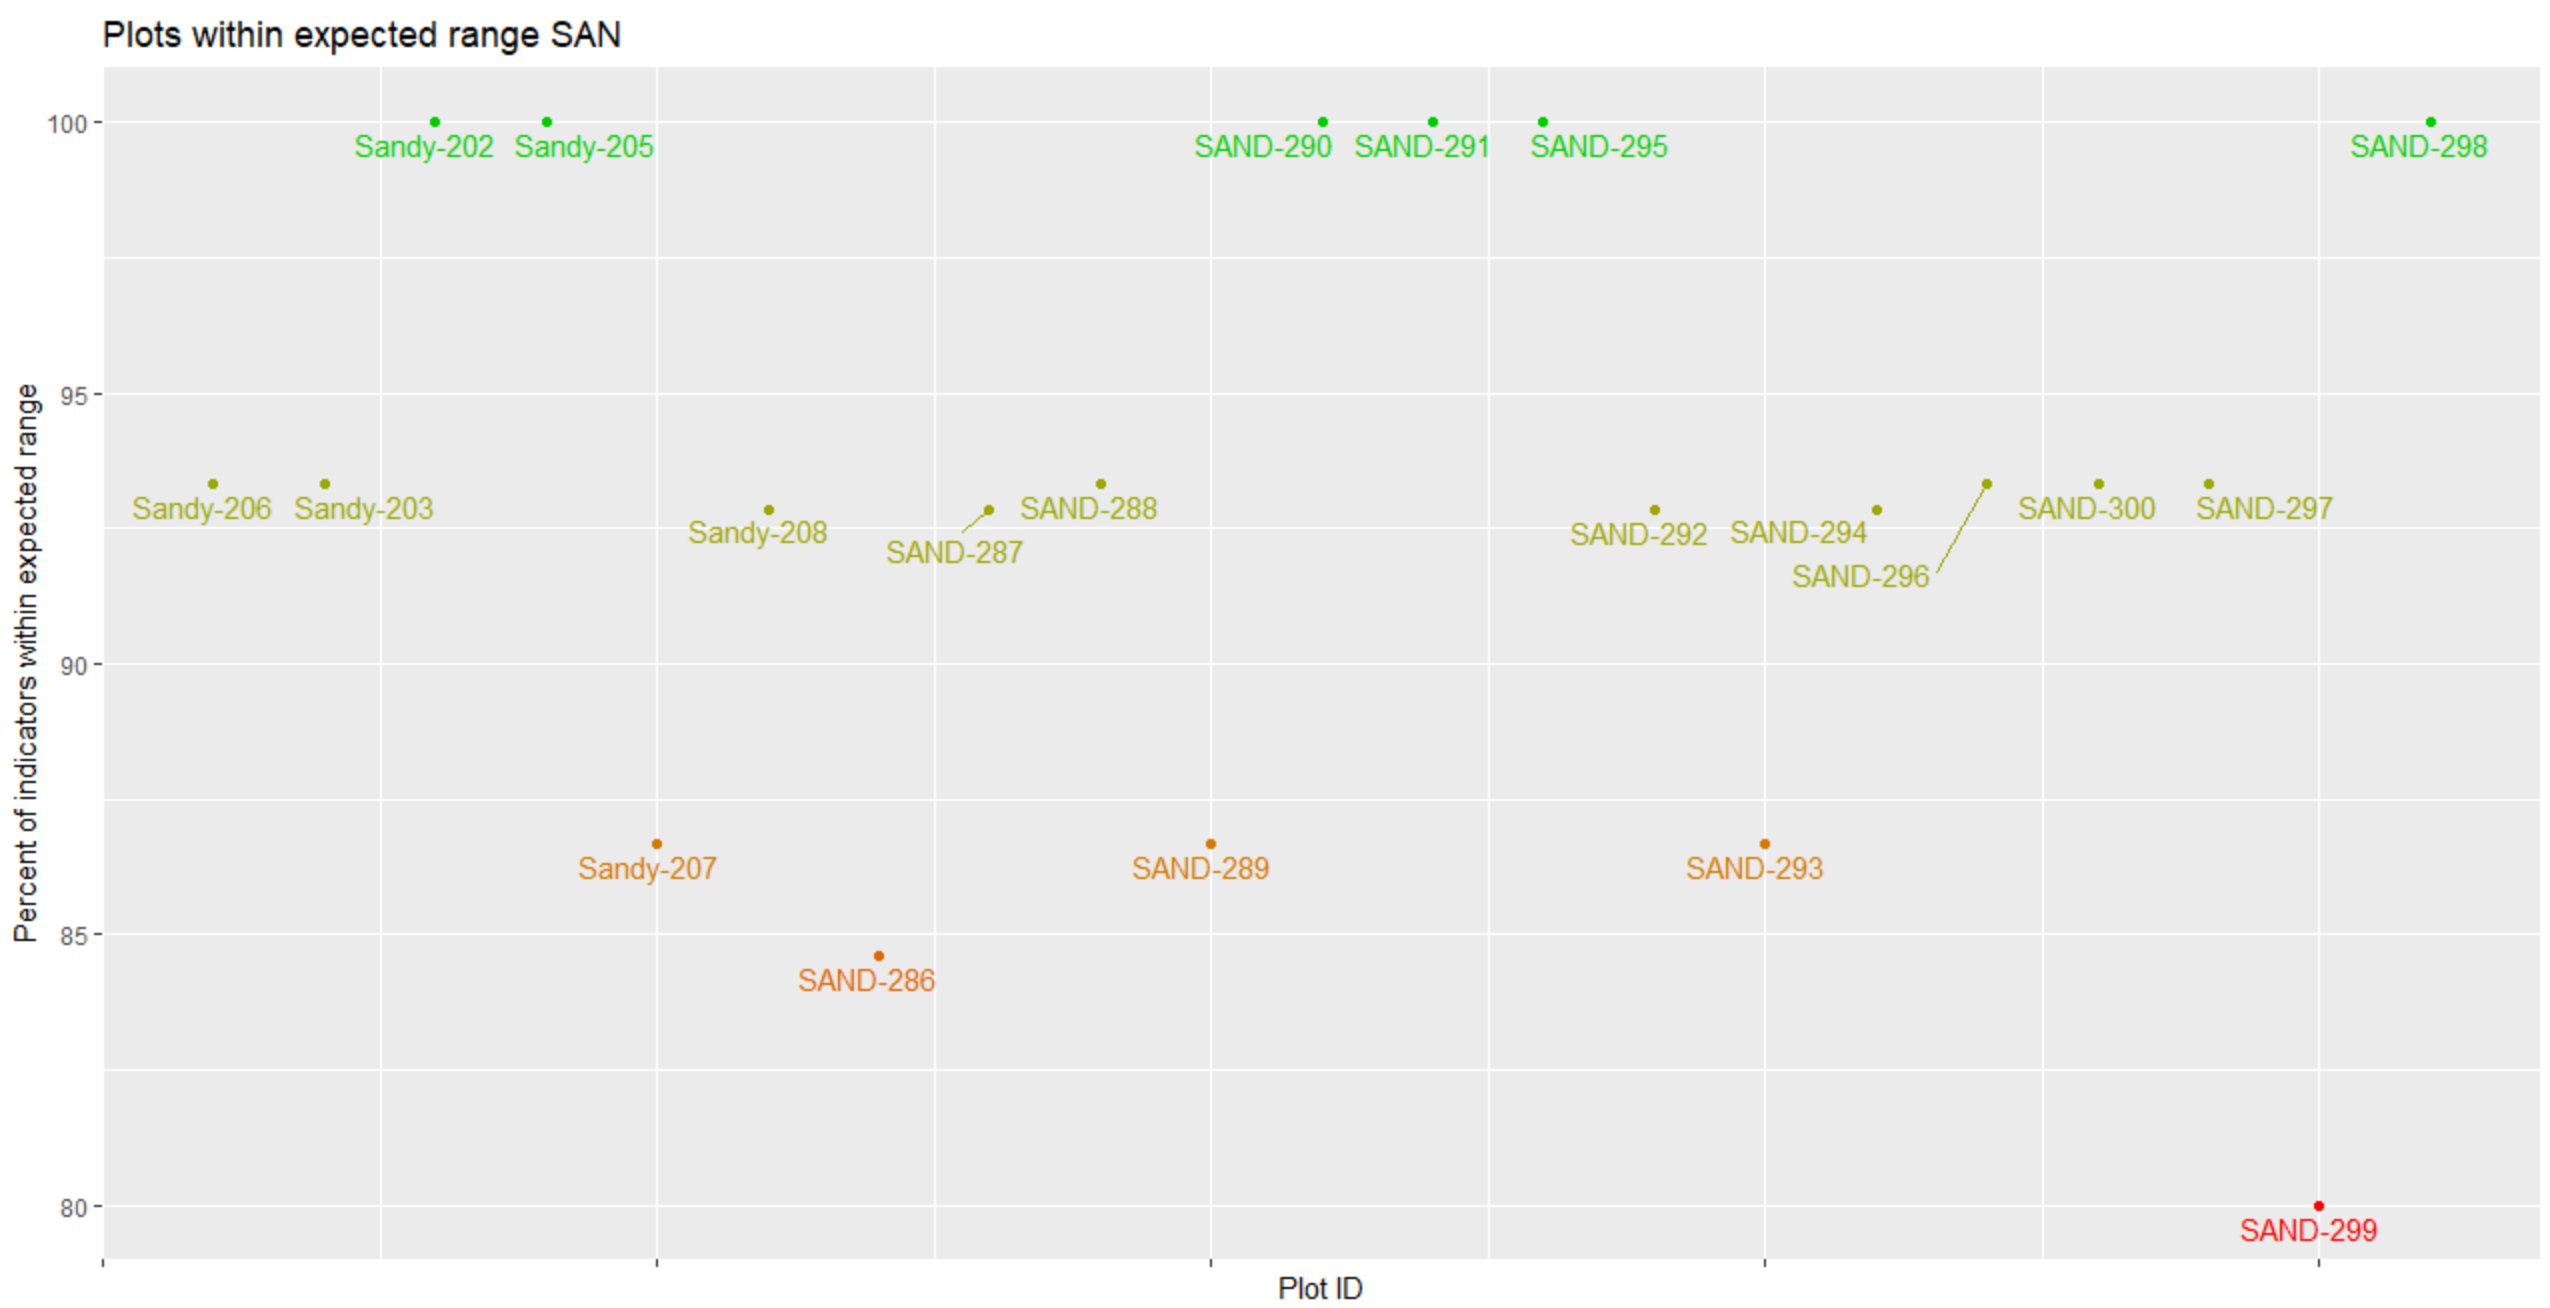 Plots within expected range SAN
100
Sandy-202 Sandy-205 SAND-290 SAND-291 SAND-295 SAND-298
95
Sandy-206 Sandy-203 SAND-288 SAND-300 SAND-297
Sandy-208 SAND-292 SAND-294
SAND-287
SAND-296
90
Sandy-207 SAND-289 SAND-293
85
SAND-286
80
SAND-299
Percent of indicators within expected range
Plot ID